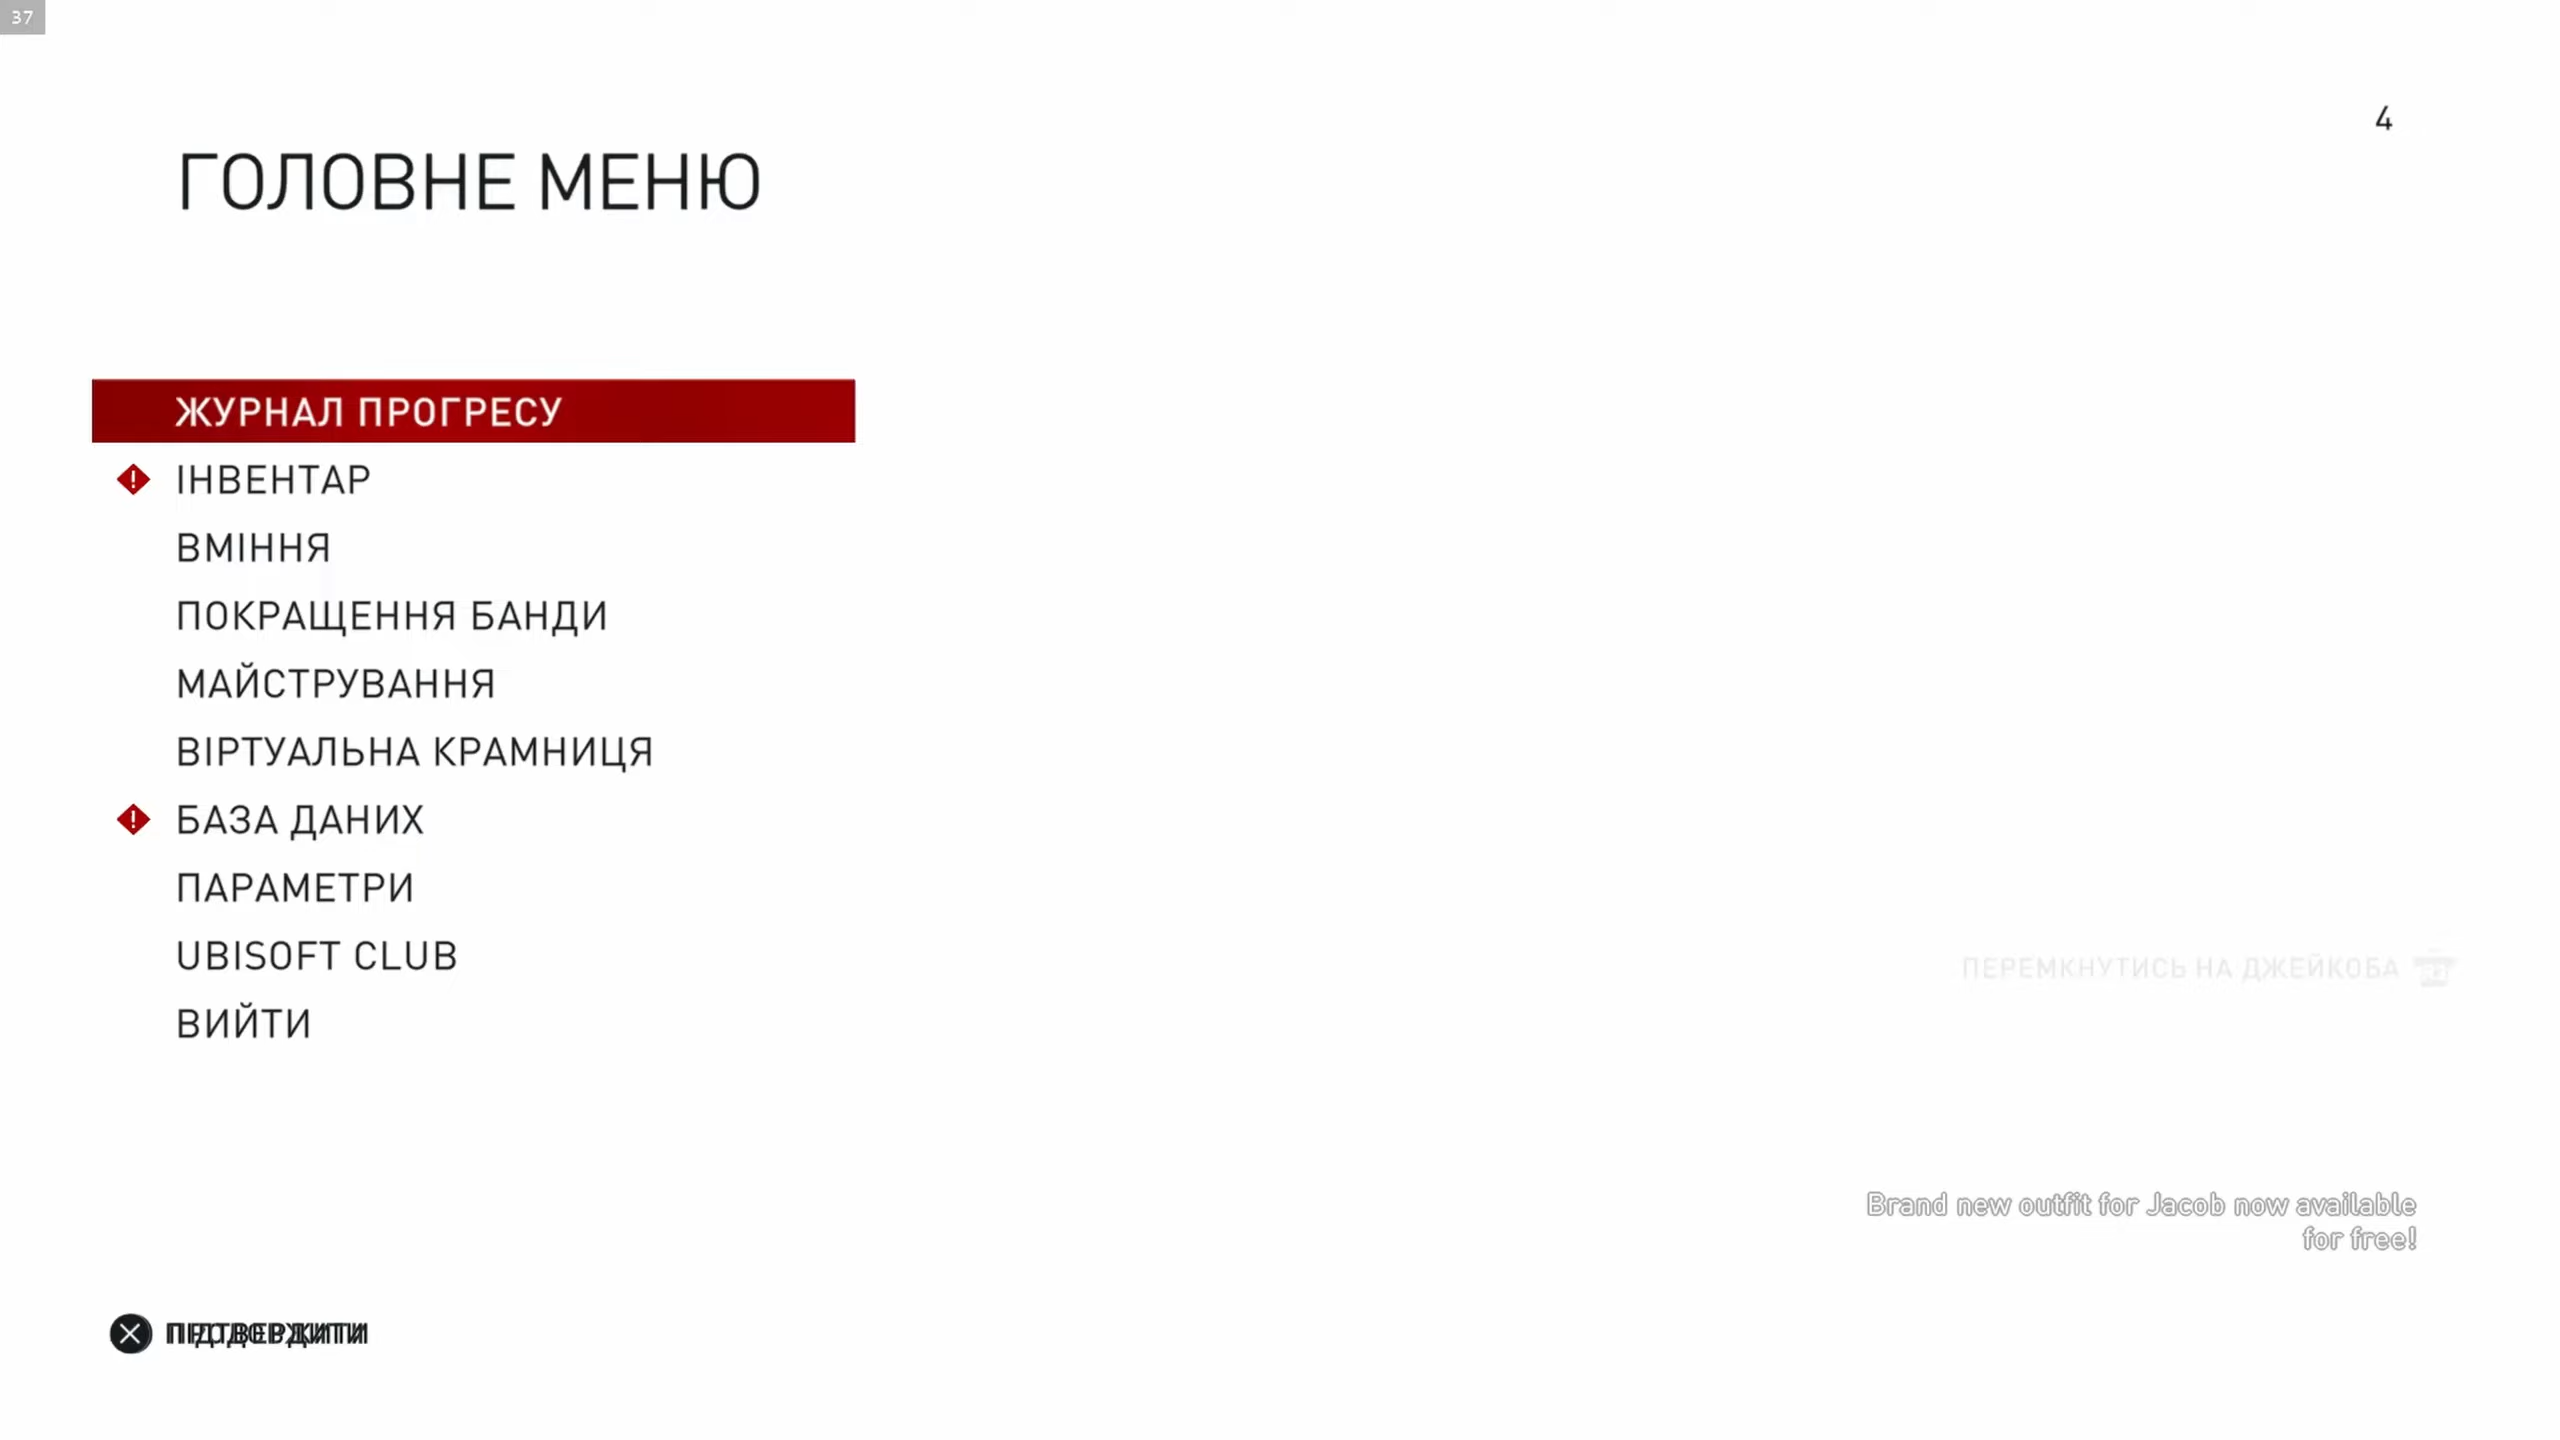 37
4
ГОЛОВНЕ МЕНЮ
ЖУРНАЛ ПРОГРЕСУ
ІНВЕНТАР
ВМІННЯ
ПОКРАЩЕННЯ БАНДИ
МАЙСТРУВАННЯ
ВІРТУАЛЬНА КРАМНИЦЯ
БАЗА ДАНИХ
ПАРАМЕТРИ
UBISOFT CLUB
ВИЙТИ
ПЕРЕМКНУТИСЬ НА ДЖЕЙКОБА
Brand new outfit for Jacob now available
for free!